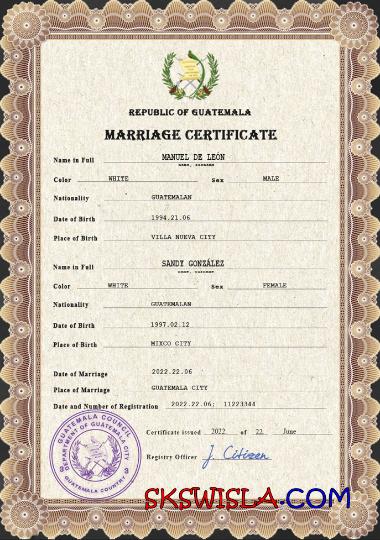 REPUBLIC OF GUATEMALA
MARRIAGE CERTIFICATE
Name in Full MANUEL DE LEÓN
NAME, SURNAME
Color WHITE Sex MALE
Nationality GUATEMALAN
Date of Birth 1994.21.06
Place of Birth VILLA NUEVA CITY
Name in Full SANDY GONZÁLEZ
Color WHITE Sex FEMALE
Nationality GUATEMALAN
Date of Birth 1997.02.12
Place of Birth MIXCO CITY
Date of Marriage 2022.22.06
Place of Marriage GUATEMALA CITY
Date and Number of Registration 2022.22.06; 11223344
Certificate issued 2022 of 22 June
Registry Officer J. Citizen
GUATEMALA COUNCIL
DEPARTMENT OF GUATEMALA CITY
GUATEMALA COUNTRY
SKSWISLA.COM